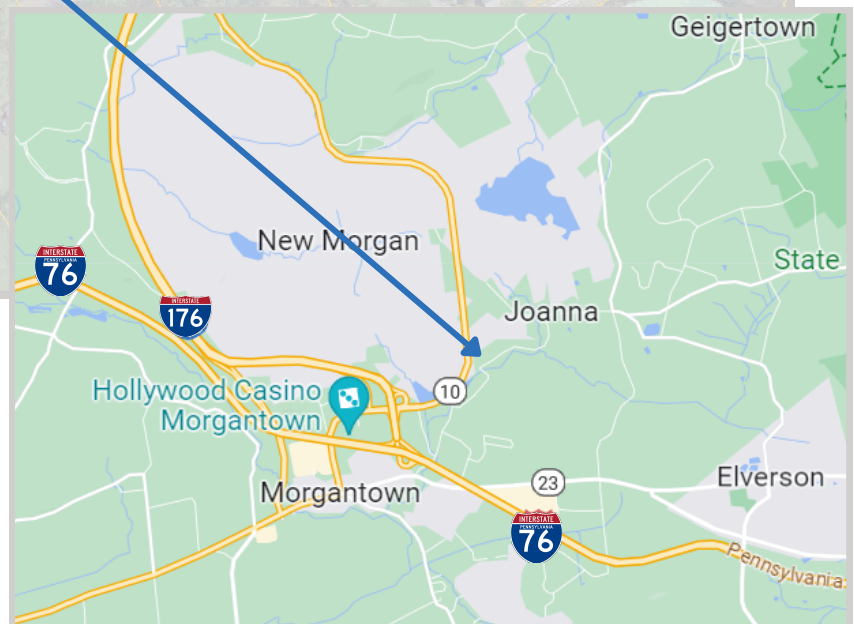 Geigertown
New Morgan
INTERSTATE
PENNSYLVANIA
76
State
INTERSTATE
176
Joanna
Hollywood Casino
Morgantown
10
Elverson
23
Morgantown
INTERSTATE
PENNSYLVANIA
76
Pennsylvania